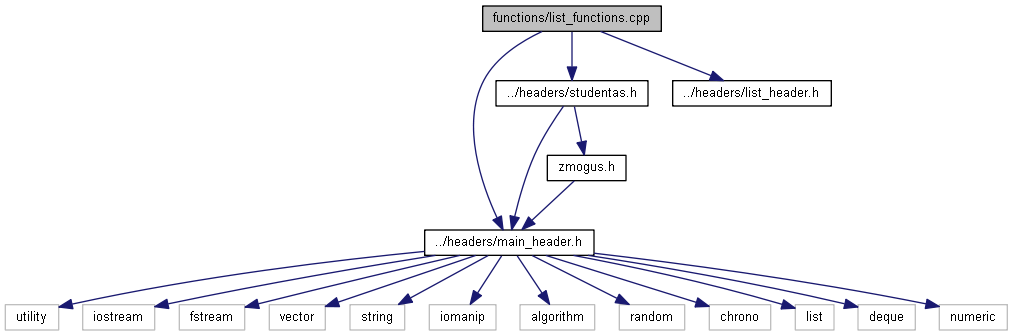 functions/list_functions.cpp
../headers/studentas.h
../headers/list_header.h
zmogus.h
../headers/main_header.h
utility
iostream
fstream
vector
string
iomanip
algorithm
random
chrono
list
deque
numeric